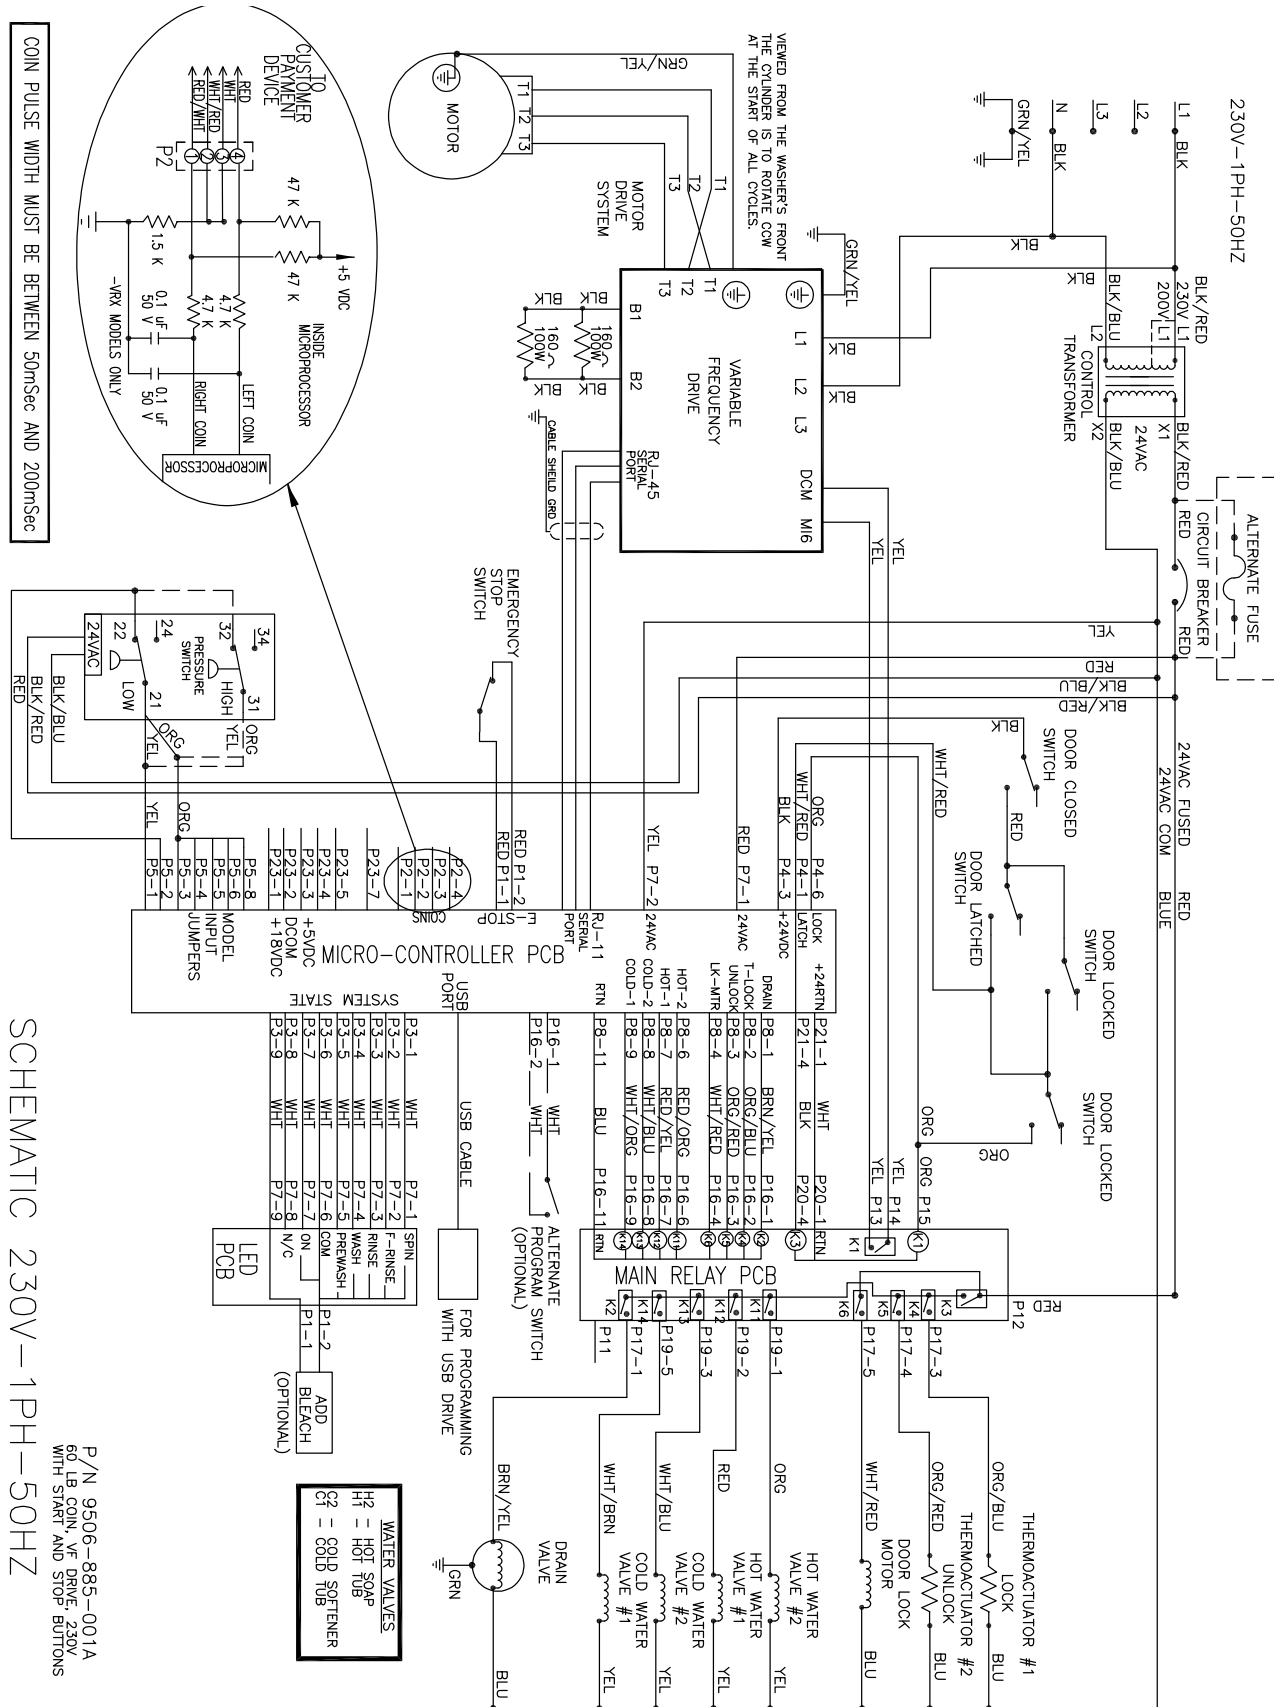 230V-1PH-50HZ
L1
L2
L3
N
BLK
BLK
GRN/YEL
BLK/RED
230V L1
200V L1
BLK/BLU
L2
CONTROL
TRANSFORMER
X1
24VAC
X2
BLK/RED
BLK/BLU
ALTERNATE FUSE
CIRCUIT BREAKER
RED
RED
24VAC FUSED
24VAC COM
RED
BLUE
VIEWED FROM THE WASHER'S FRONT
THE CYLINDER IS TO ROTATE CCW
AT THE START OF ALL CYCLES.
MOTOR
T1
T2
T3
GRN/YEL
T1
T2
T3
MOTOR
DRIVE
SYSTEM
BLK
BLK
GRN/YEL
BLK
BLK
T1
T2
T3
L1
L2
L3
DCM
MI6
VARIABLE
FREQUENCY
DRIVE
B1
B2
RJ-45
SERIAL
PORT
BLK
BLK
160
100W
160
100W
BLK
BLK
CABLE SHEILD GRD
YEL
YEL
YEL
RED
BLK/BLU
BLK/RED
EMERGENCY
STOP
SWITCH
DOOR CLOSED
SWITCH
BLK
WHT/RED
RED
DOOR LATCHED
SWITCH
DOOR LOCKED
SWITCH
DOOR LOCKED
SWITCH
ORG
ORG
TO
CUSTOMER
PAYMENT
DEVICE
RED
WHT
WHT/RED
RED/WHT
4
3
2
1
P2
47 K
47 K
+5 VDC
1.5 K
4.7 K
4.7 K
0.1 uF
50 V
0.1 uF
50 V
-VRX MODELS ONLY
INSIDE
MICROPROCESSOR
LEFT COIN
RIGHT COIN
MICROPROCESSOR
COIN PULSE WIDTH MUST BE BETWEEN 50mSec AND 200mSec
34
32
24
22
24VAC
PRESSURE
SWITCH
HIGH
LOW
31
21
ORG
YEL
ORG
YEL
BLK/BLU
BLK/RED
RED
ORG
YEL
ORG P4-6
WHT/RED P4-1
BLK P4-3
RED P7-1
YEL P7-2
RED P1-2
RED P1-1
P2-4
P2-3
P2-2
P2-1
P23-7
P23-5
P23-4
P23-3
P23-2
P23-1
P5-8
P5-6
P5-5
P5-4
P5-3
P5-2
P5-1
LOCK
LATCH
+24VDC
24VAC
24VAC
RJ-11
SERIAL
PORT
E-STOP
COINS
+5VDC
DCOM
+18VDC
MODEL
INPUT
JUMPERS
MICRO-CONTROLLER PCB
+24RTN
DRAIN
T-LOCK
UNLOCK
LK-MTR
HOT-2
HOT-1
COLD-2
COLD-1
RTN
USB
PORT
SYSTEM STATE
P21-1 WHT P20-1
P21-4 BLK P20-4
P8-1 BRN/YEL P16-1
P8-2 ORG/BLU P16-2
P8-3 ORG/RED P16-3
P8-4 WHT/RED P16-4
P8-6 RED/ORG P16-6
P8-7 RED/YEL P16-7
P8-8 WHT/BLU P16-8
P8-9 WHT/ORG P16-9
P8-11 BLU P16-11
P16-1 WHT
P16-2 WHT
ALTERNATE
PROGRAM SWITCH
(OPTIONAL)
USB CABLE
FOR PROGRAMMING
WITH USB DRIVE
P3-1 WHT P7-1
P3-2 WHT P7-2
P3-3 WHT P7-3
P3-4 WHT P7-4
P3-5 WHT P7-5
P3-6 WHT P7-6
P3-7 WHT P7-7
P3-8 WHT P7-8
P3-9 WHT P7-9
SPIN
F-RINSE
RINSE
WASH
PREWASH
COM
ON
N/C
LED
PCB
P1-2
P1-1
ADD
BLEACH
(OPTIONAL)
ORG P15
YEL P14
YEL P13
K1
K1
RTN
K3
K2
K4
K5
K6
K11
K12
K13
K14
RTN
MAIN RELAY PCB
P12
RED
K3
K4
K5
K6
K11
K12
K13
K14
K2
P17-3
P17-4
P17-5
P19-1
P19-2
P19-3
P19-5
P17-1
P11
ORG/BLU
ORG/RED
WHT/RED
ORG
RED
WHT/BLU
WHT/BRN
BRN/YEL
THERMOACTUATOR #1
LOCK
THERMOACTUATOR #2
UNLOCK
DOOR LOCK
MOTOR
HOT WATER
VALVE #2
HOT WATER
VALVE #1
COLD WATER
VALVE #2
COLD WATER
VALVE #1
DRAIN
VALVE
GRN
BLU
BLU
BLU
YEL
YEL
YEL
YEL
BLU
WATER VALVES
H2 - HOT SOAP
H1 - HOT TUB
C2 - COLD SOFTENER
C1 - COLD TUB
SCHEMATIC 230V-1PH-50HZ
P/N 9506-885-001A
60 LB COIN, VF DRIVE, 230V
WITH START AND STOP BUTTONS